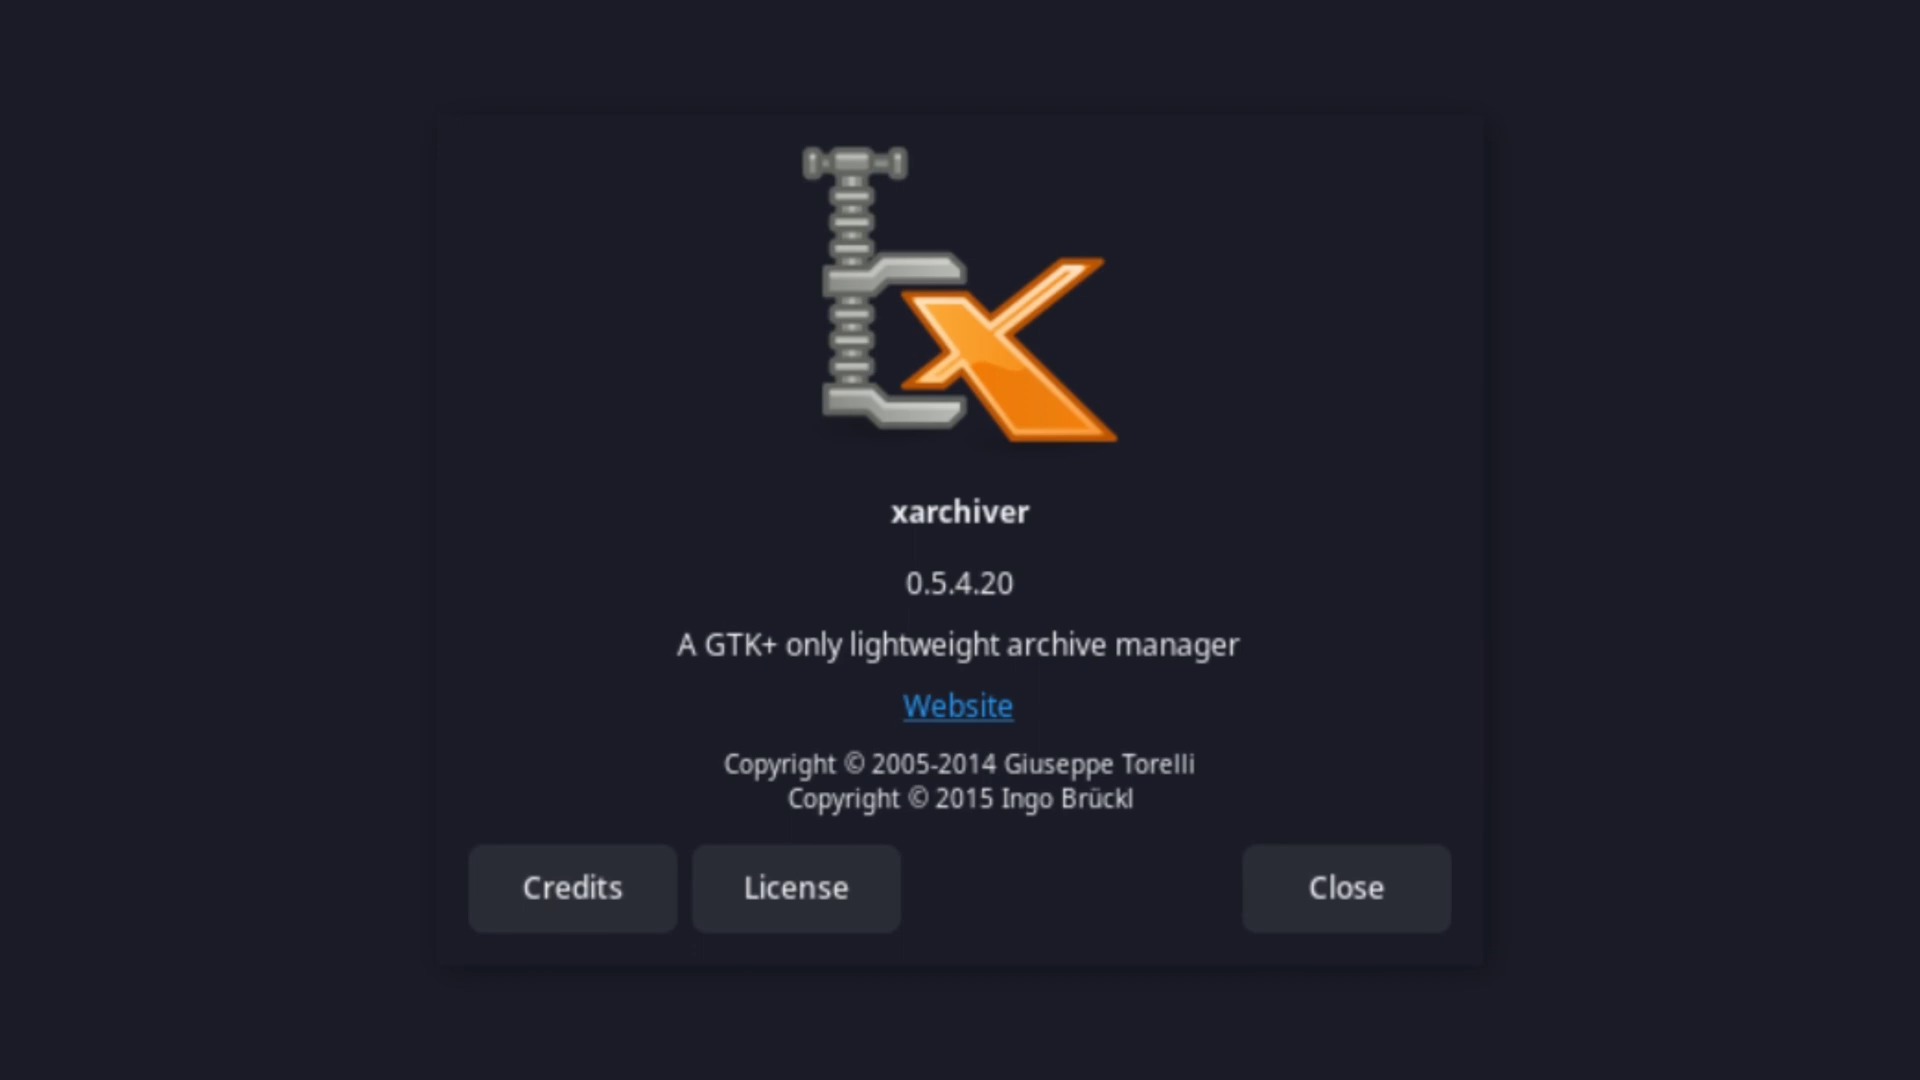 xarchiver
0.5.4.20
A GTK+ only lightweight archive manager
Website
Copyright © 2005-2014 Giuseppe Torelli
Copyright © 2015 Ingo Brückl
Credits
License
Close